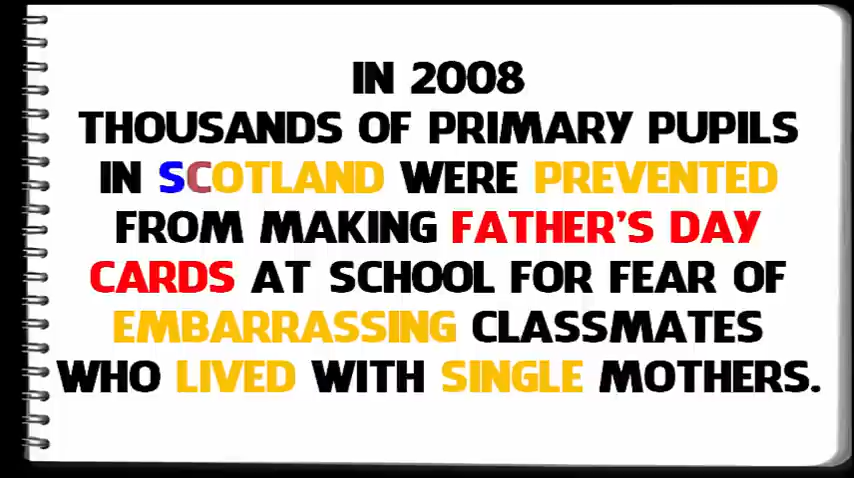 IN 2008
THOUSANDS OF PRIMARY PUPILS
IN SCOTLAND WERE PREVENTED
FROM MAKING FATHER'S DAY
CARDS AT SCHOOL FOR FEAR OF
EMBARRASSING CLASSMATES
WHO LIVED WITH SINGLE MOTHERS.